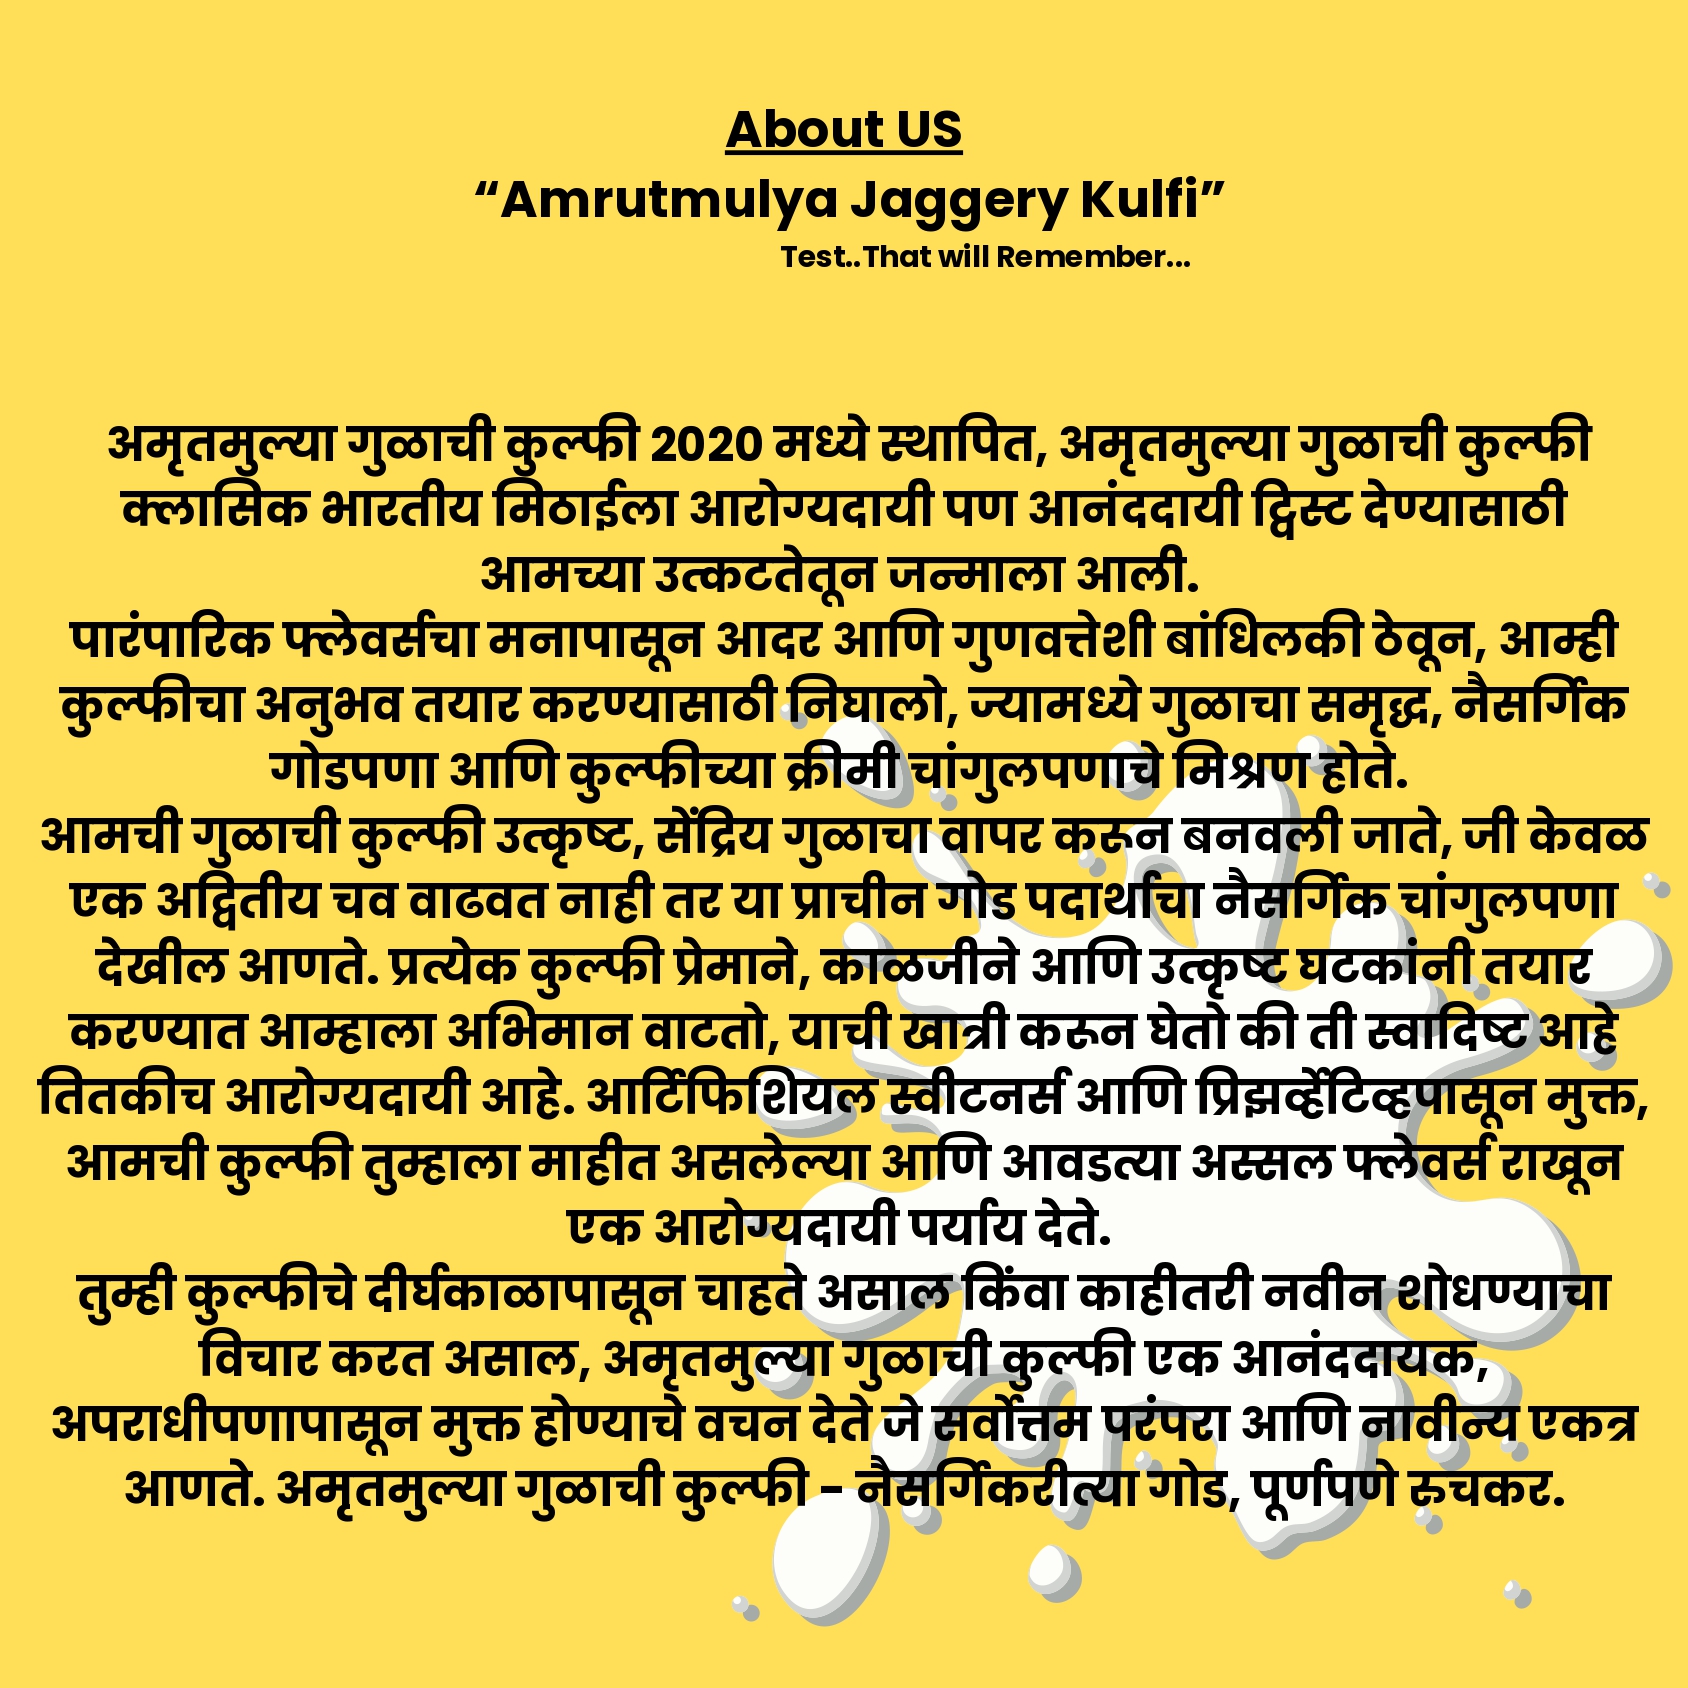 About US
“Amrutmulya Jaggery Kulfi”
Test..That will Remember...
अमृतमुल्या गुळाची कुल्फी 2020 मध्ये स्थापित, अमृतमुल्या गुळाची कुल्फी
क्लासिक भारतीय मिठाईला आरोग्यदायी पण आनंददायी ट्विस्ट देण्यासाठी
आमच्या उत्कटतेतून जन्माला आली.
पारंपारिक फ्लेवर्सचा मनापासून आदर आणि गुणवत्तेशी बांधिलकी ठेवून, आम्ही
कुल्फीचा अनुभव तयार करण्यासाठी निघालो, ज्यामध्ये गुळाचा समृद्ध, नैसर्गिक
गोडपणा आणि कुल्फीच्या क्रीमी चांगुलपणाचे मिश्रण होते.
आमची गुळाची कुल्फी उत्कृष्ट, सेंद्रिय गुळाचा वापर करून बनवली जाते, जी केवळ
एक अद्वितीय चव वाढवत नाही तर या प्राचीन गोड पदार्थाचा नैसर्गिक चांगुलपणा
देखील आणते. प्रत्येक कुल्फी प्रेमाने, काळजीने आणि उत्कृष्ट घटकांनी तयार
करण्यात आम्हाला अभिमान वाटतो, याची खात्री करून घेतो की ती स्वादिष्ट आहे
तितकीच आरोग्यदायी आहे. आर्टिफिशियल स्वीटनर्स आणि प्रिझर्व्हेटिव्हपासून मुक्त,
आमची कुल्फी तुम्हाला माहीत असलेल्या आणि आवडत्या अस्सल फ्लेवर्स राखून
एक आरोग्यदायी पर्याय देते.
तुम्ही कुल्फीचे दीर्घकाळापासून चाहते असाल किंवा काहीतरी नवीन शोधण्याचा
विचार करत असाल, अमृतमुल्या गुळाची कुल्फी एक आनंददायक,
अपराधीपणापासून मुक्त होण्याचे वचन देते जे सर्वोत्तम परंपरा आणि नावीन्य एकत्र
आणते. अमृतमुल्या गुळाची कुल्फी - नैसर्गिकरीत्या गोड, पूर्णपणे रुचकर.